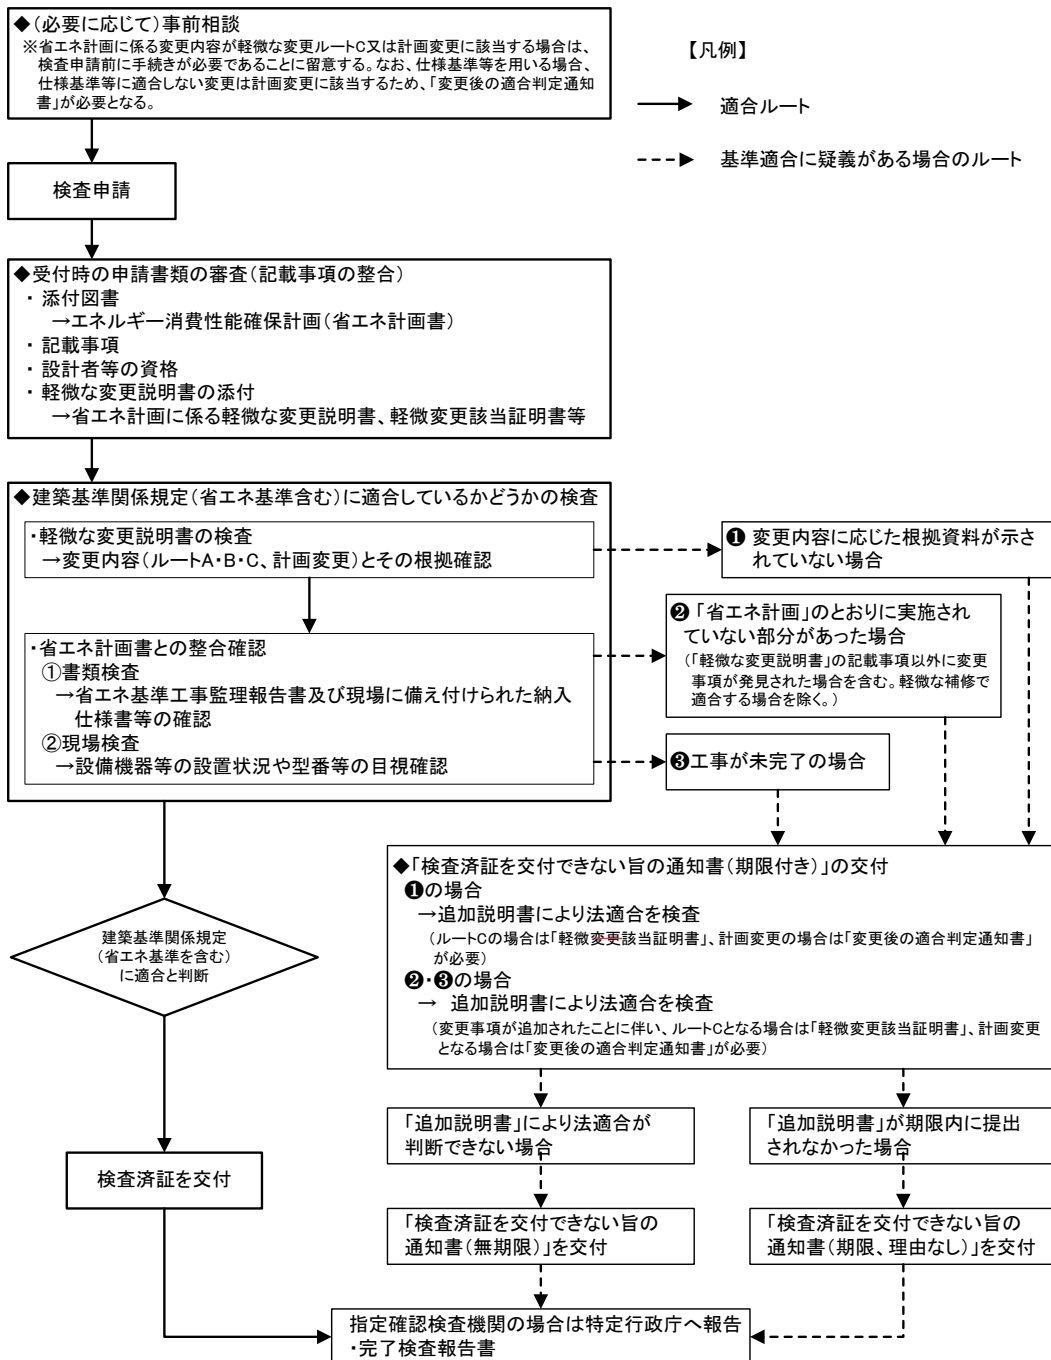 ◆(必要に応じて)事前相談
※省エネ計画に係る変更内容が軽微な変更ルートC又は計画変更に該当する場合は、
検査申請前に手続きが必要であることに留意する。なお、仕様基準等を用いる場合、
仕様基準等に適合しない変更は計画変更に該当するため、「変更後の適合判定通知
書」が必要となる。
【凡例】
適合ルート
基準適合に疑義がある場合のルート
検査申請
◆受付時の申請書類の審査(記載事項の整合)
・添付図書
→エネルギー消費性能確保計画(省エネ計画書)
・記載事項
・設計者等の資格
・軽微な変更説明書の添付
→省エネ計画に係る軽微な変更説明書、軽微変更該当証明書等
◆建築基準関係規定(省エネ基準含む)に適合しているかどうかの検査
・軽微な変更説明書の検査
→変更内容(ルートA・B・C、計画変更)とその根拠確認
❶ 変更内容に応じた根拠資料が示さ
れていない場合
・省エネ計画書との整合確認
①書類検査
→省エネ基準工事監理報告書及び現場に備え付けられた納入
仕様書等の確認
②現場検査
→設備機器等の設置状況や型番等の目視確認
❷「省エネ計画」のとおりに実施され
ていない部分があった場合
(「軽微な変更説明書」の記載事項以外に変更
事項が発見された場合を含む。軽微な補修で
適合する場合を除く。)
❸工事が未完了の場合
建築基準関係規定
(省エネ基準を含む)
に適合と判断
◆「検査済証を交付できない旨の通知書(期限付き)」の交付
❶の場合
→追加説明書により法適合を検査
(ルートCの場合は「軽微変更該当証明書」、計画変更の場合は「変更後の適合判定通知書」
が必要)
❷・❸の場合
→ 追加説明書により法適合を検査
(変更事項が追加されたことに伴い、ルートCとなる場合は「軽微変更該当証明書」、計画変更
となる場合は「変更後の適合判定通知書」が必要)
「追加説明書」により法適合が
判断できない場合
「追加説明書」が期限内に提出
されなかった場合
検査済証を交付
「検査済証を交付できない旨の
通知書(無期限)」を交付
「検査済証を交付できない旨の
通知書(期限、理由なし)」を交付
指定確認検査機関の場合は特定行政庁へ報告
・完了検査報告書